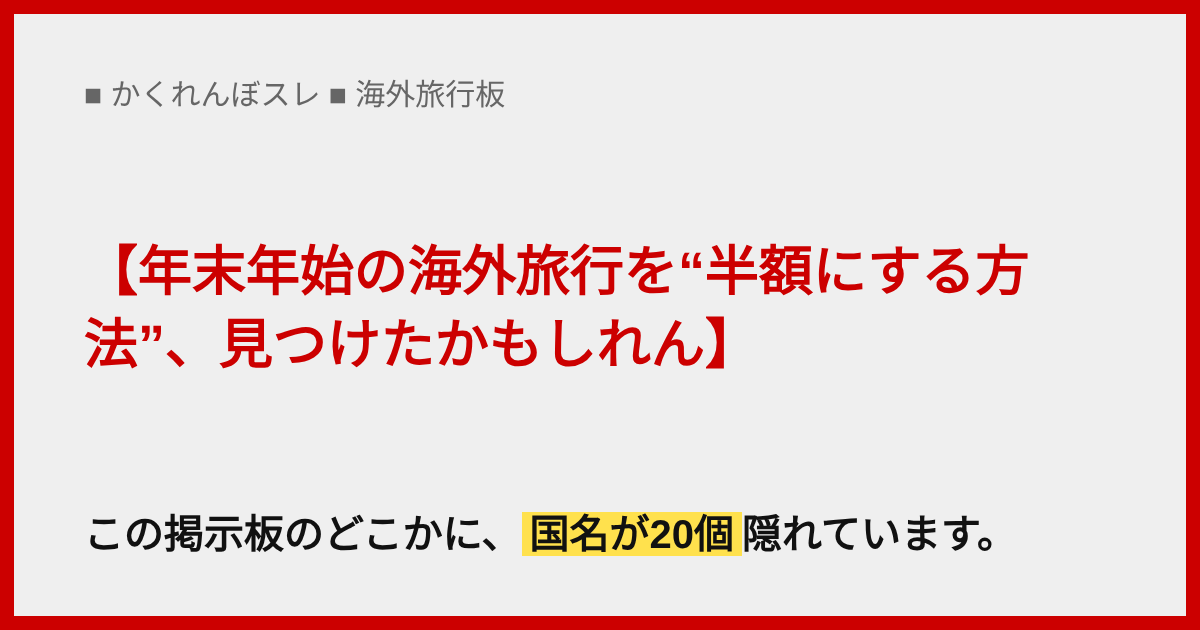 ■ かくれんぼスレ ■ 海外旅行板
【年末年始の海外旅行を“半額にする方
法”、見つけたかもしれん】
この掲示板のどこかに、国名が20個隠れています。